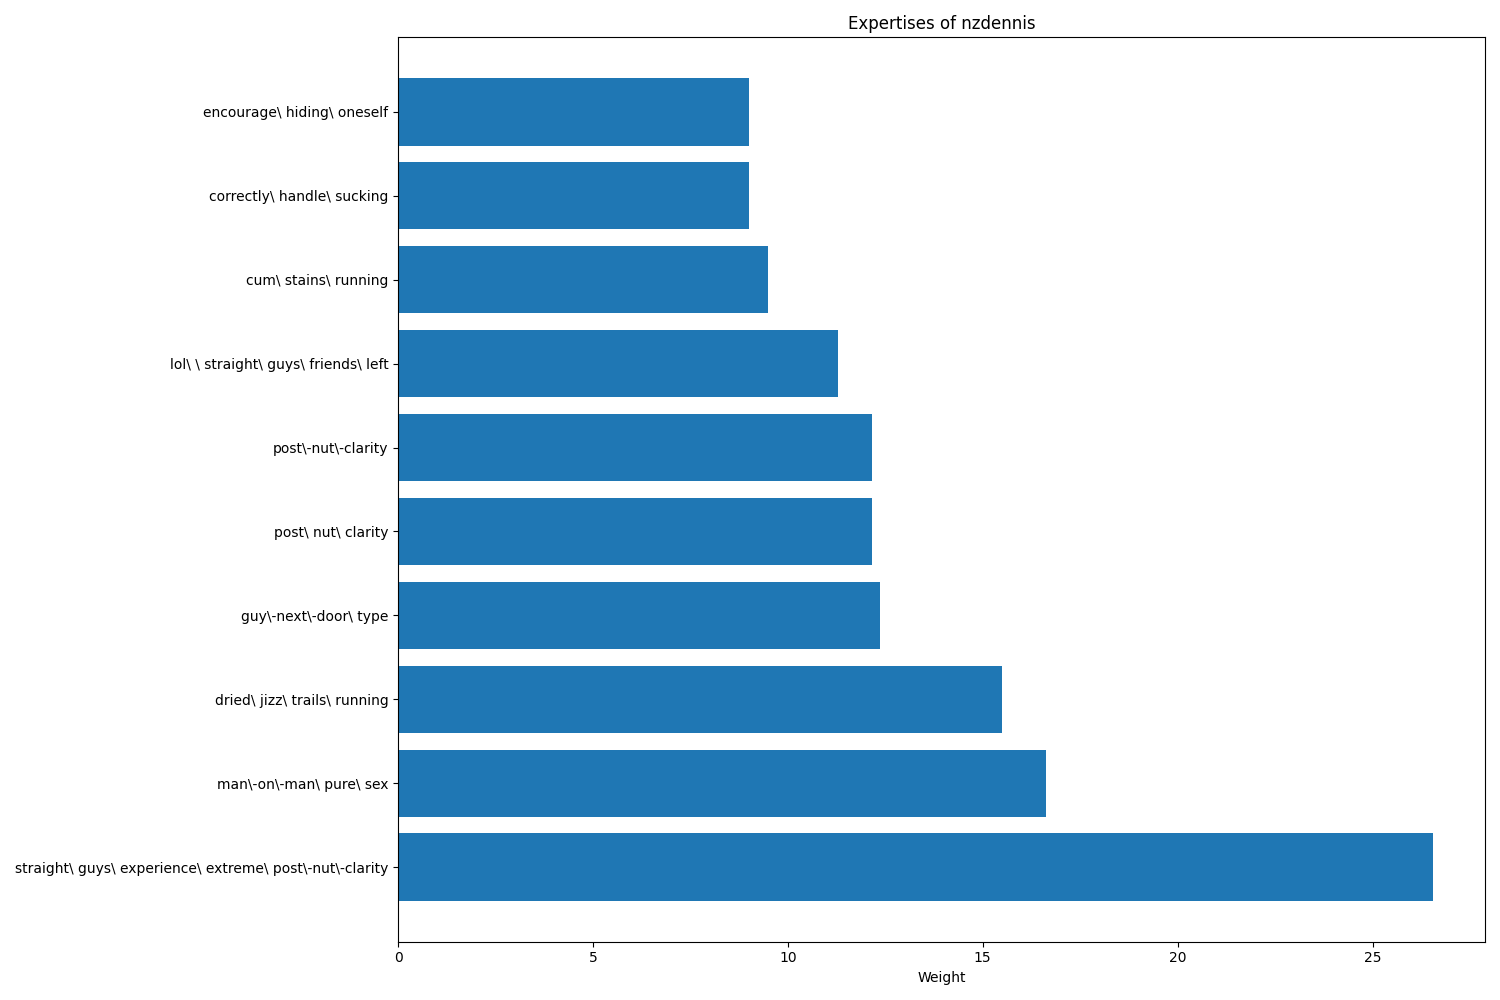 Expertises of nzdennis
encourage\ hiding\ oneself
correctly\ handle\ sucking
cum\ stains\ running
lol\ \ straight\ guys\ friends\ left
post\-nut\-clarity
post\ nut\ clarity
guy\-next\-door\ type
dried\ jizz\ trails\ running
man\-on\-man\ pure\ sex
straight\ guys\ experience\ extreme\ post\-nut\-clarity
0 5 10 15 20 25
Weight